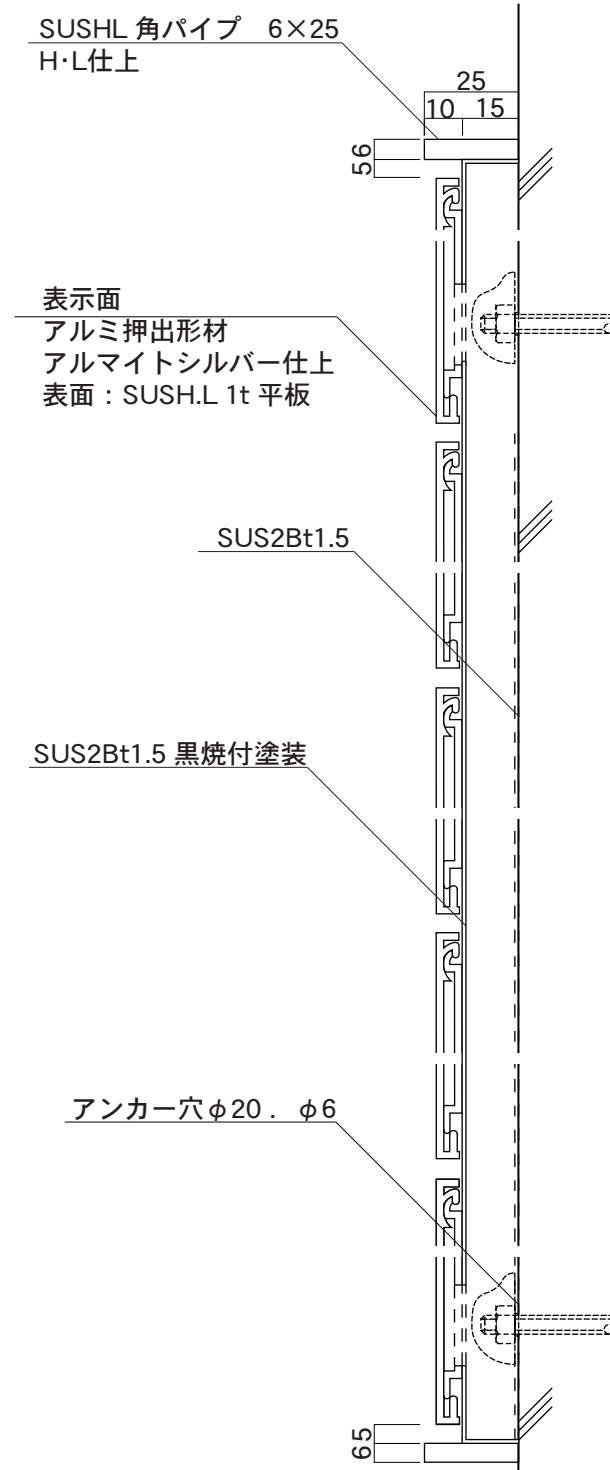 SUSHL 角パイプ 6×25
H・L仕上
25
10 15
56
表示面
アルミ押出形材
アルマイトシルバー仕上
表面：SUSH.L 1t 平板
SUS2Bt1.5
SUS2Bt1.5 黒焼付塗装
アンカー穴φ20． φ6
65